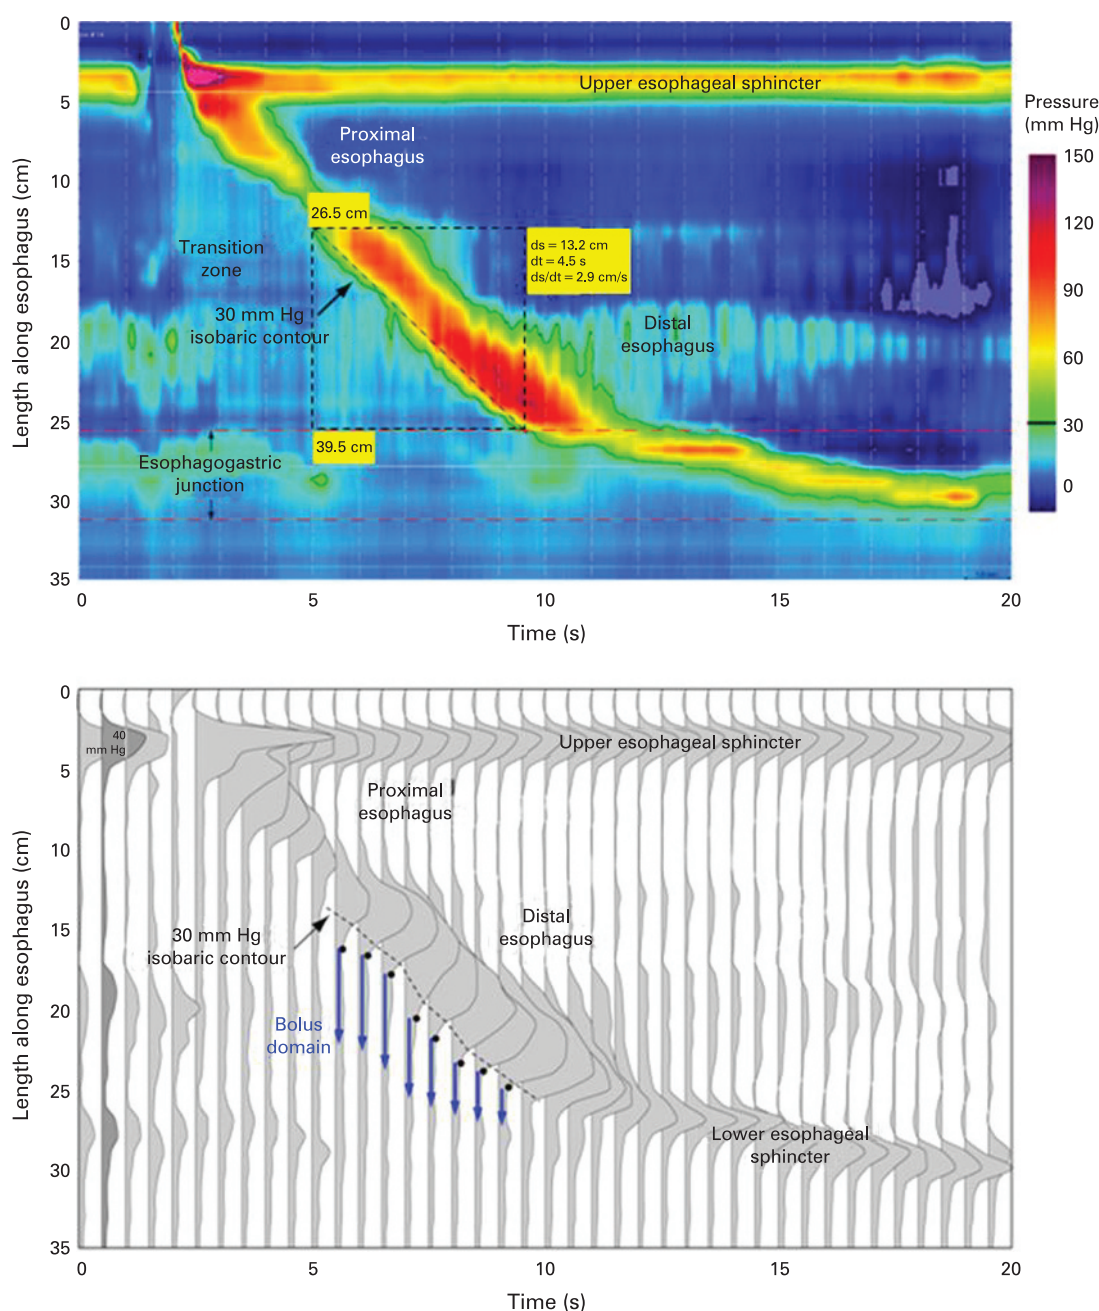 0
5
10
15
20
25
30
35
Length along esophagus (cm)
Upper esophageal sphincter
Proximal
esophagus
26.5 cm
ds = 13.2 cm
dt = 4.5 s
ds/dt = 2.9 cm/s
Transition
zone
30 mm Hg
isobaric contour
Distal
esophagus
39.5 cm
Esophagogastric
junction
Pressure
(mm Hg)
150
120
90
60
30
0
0
5
10
15
20
Time (s)
0
5
10
15
20
25
30
35
Length along esophagus (cm)
40
mm Hg
Upper esophageal sphincter
Proximal
esophagus
30 mm Hg
isobaric contour
Distal
esophagus
Bolus
domain
Lower esophageal
sphincter
0
5
10
15
20
Time (s)